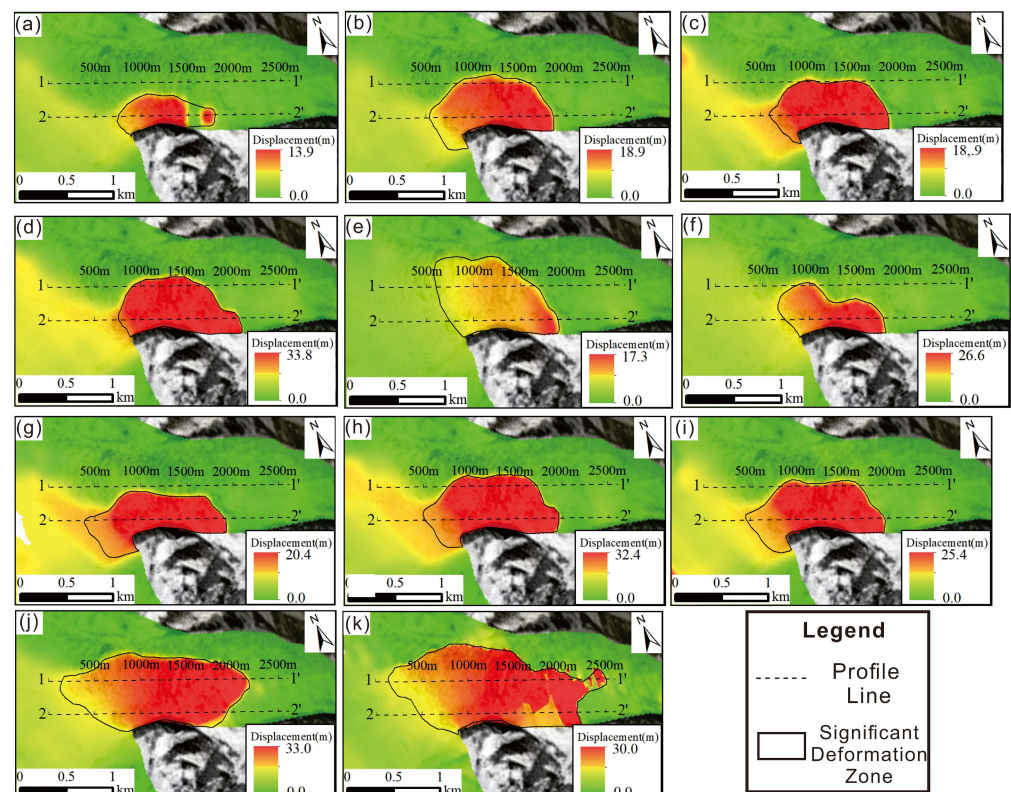 (a)
N
500m 1000m 1500m 2000m 2500m
1 1'
2 2'
Displacement(m)
13.9
0.0
0 0.5 1
km
(b)
N
500m 1000m 1500m 2000m 2500m
1 1'
2 2'
Displacement(m)
18.9
0.0
0 0.5 1
km
(c)
N
500m 1000m 1500m 2000m 2500m
1 1'
2 2'
Displacement(m)
18,.9
0.0
0 0.5 1
km
(d)
N
500m 1000m 1500m 2000m 2500m
1 1'
2 2'
Displacement(m)
33.8
0.0
0 0.5 1
km
(e)
N
500m 1000m 1500m 2000m 2500m
1 1'
2 2'
Displacement(m)
17.3
0.0
0 0.5 1
km
(f)
N
500m 1000m 1500m 2000m 2500m
1 1'
2 2'
Displacement(m)
26.6
0.0
0 0.5 1
km
(g)
N
500m 1000m 1500m 2000m 2500m
1 1'
2 2'
Displacement(m)
20.4
0.0
0 0.5 1
km
(h)
N
500m 1000m 1500m 2000m 2500m
1 1'
2 2'
Displacement(m)
32.4
0.0
0 0.5 1
km
(i)
N
500m 1000m 1500m 2000m 2500m
1 1'
2 2'
Displacement(m)
25.4
0.0
0 0.5 1
km
(j)
N
500m 1000m 1500m 2000m 2500m
1 1'
2 2'
Displacement(m)
33.0
0.0
0 0.5 1
km
(k)
N
500m 1000m 1500m 2000m 2500m
1 1'
2 2'
Displacement(m)
30.0
0.0
0 0.5 1
km
Legend
Profile
Line
Significant
Deformation
Zone